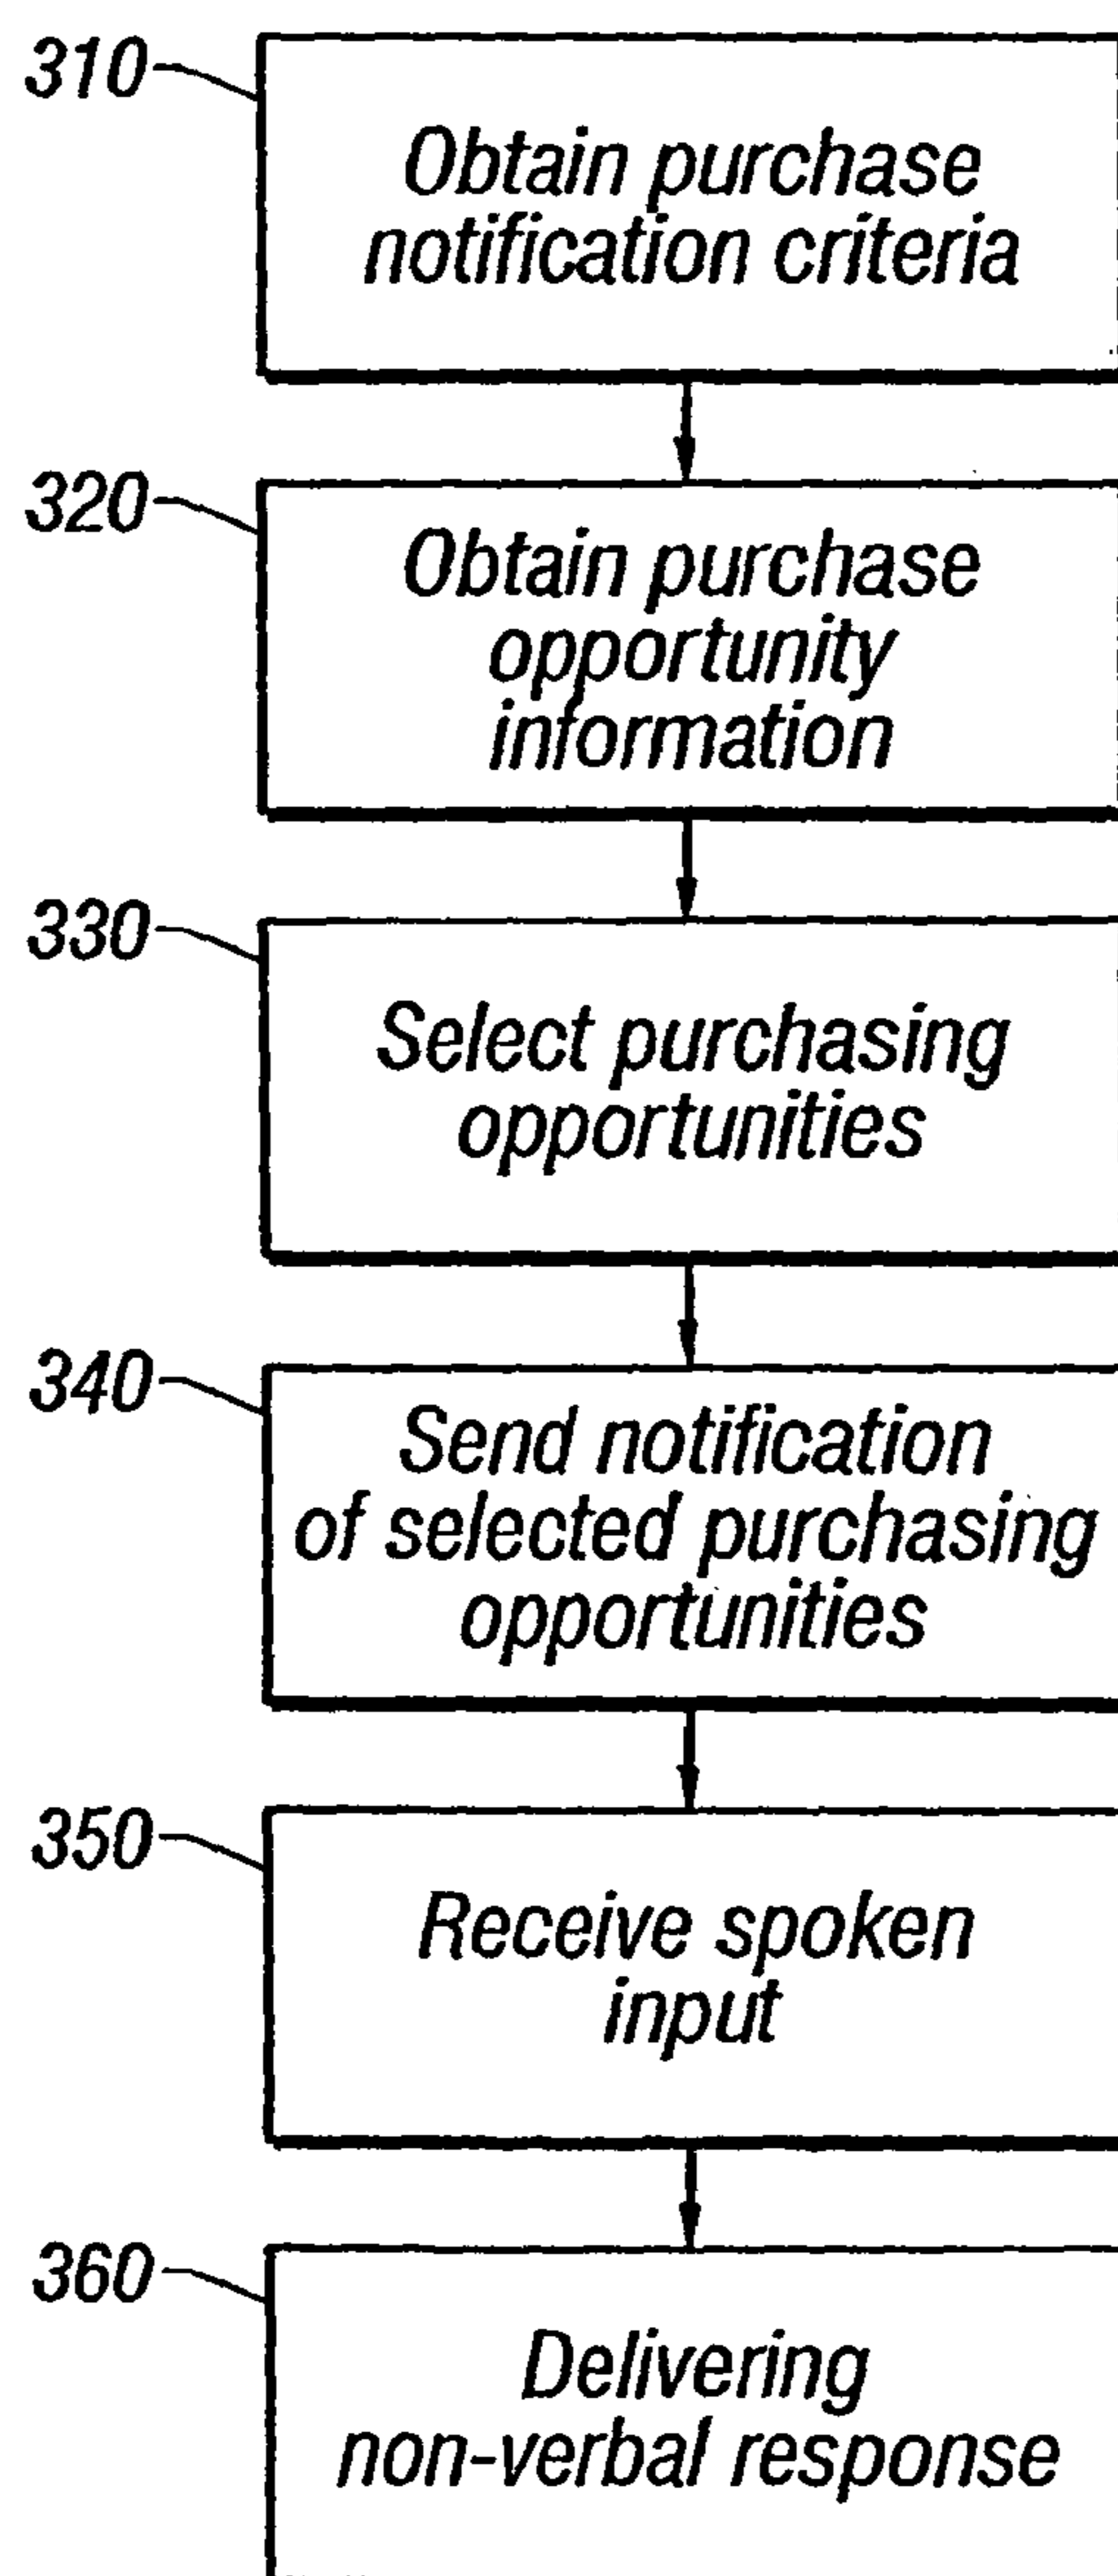 310
Obtain purchase
notification criteria
320
Obtain purchase
opportunity
information
330
Select purchasing
opportunities
340
Send notification
of selected purchasing
opportunities
350
Receive spoken
input
360
Delivering
non-verbal response